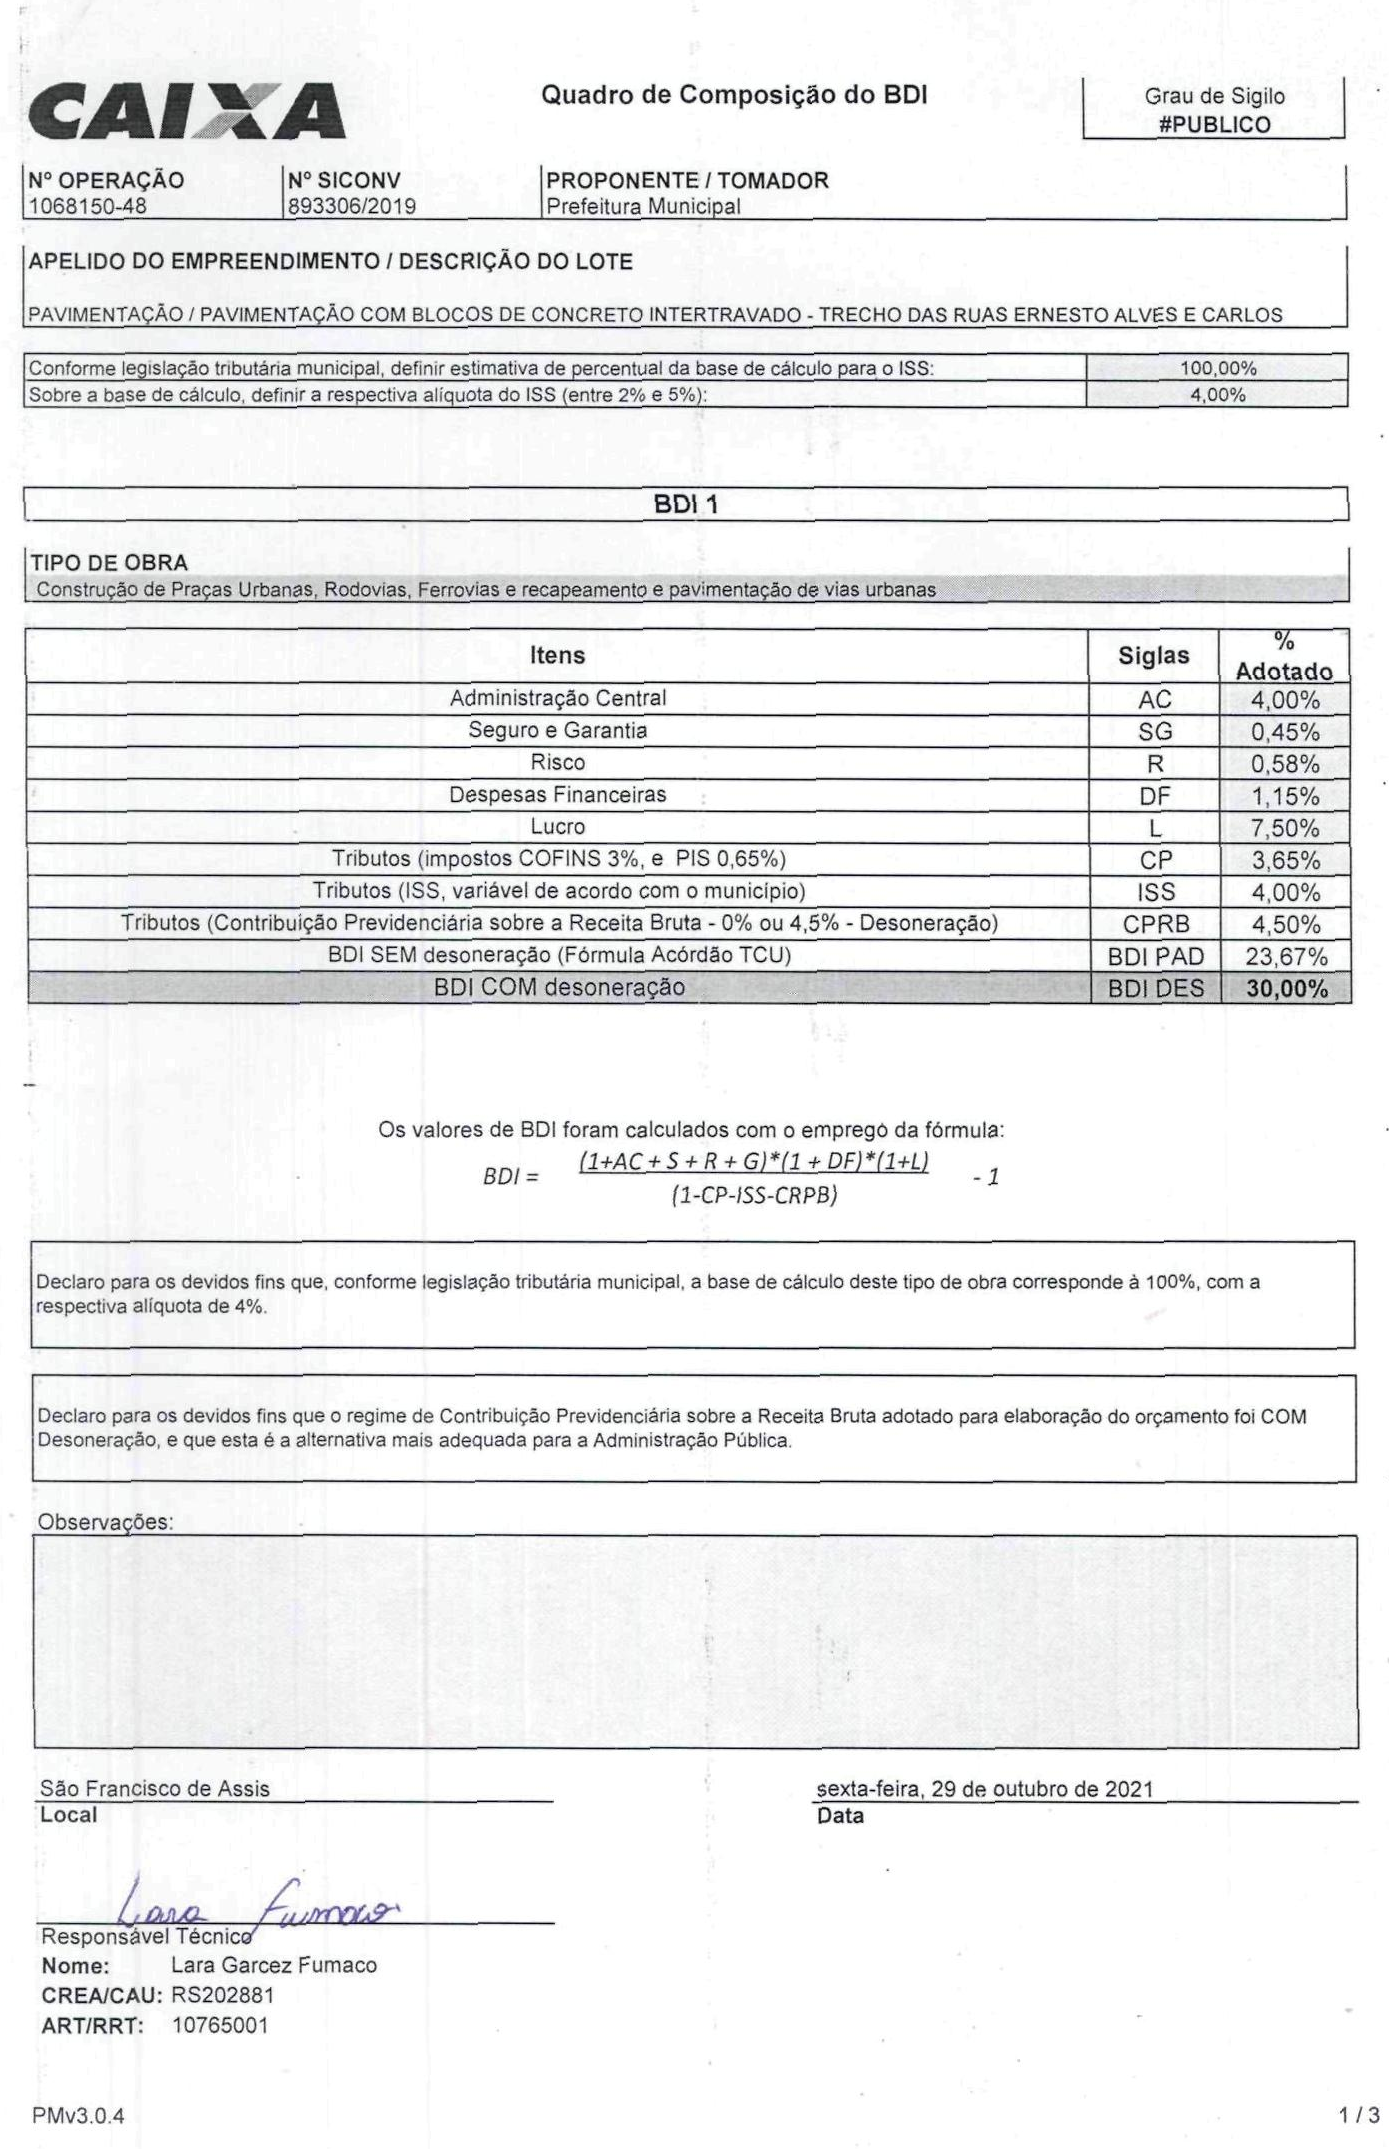 CAIXA
Quadro de Composição do BDI
Grau de Sigilo
#PUBLICO
Nº OPERAÇÃO
1068150-48
Nº SICONV
893306/2019
PROPONENTE / TOMADOR
Prefeitura Municipal
APELIDO DO EMPREENDIMENTO / DESCRIÇÃO DO LOTE
PAVIMENTAÇÃO / PAVIMENTAÇÃO COM BLOCOS DE CONCRETO INTERTRAVADO - TRECHO DAS RUAS ERNESTO ALVES E CARLOS
Conforme legislação tributária municipal, definir estimativa de percentual da base de cálculo para o ISS: 100,00%
Sobre a base de cálculo, definir a respectiva alíquota do ISS (entre 2% e 5%): 4,00%
BDI 1
TIPO DE OBRA
Construção de Praças Urbanas, Rodovias, Ferrovias e recapeamento e pavimentação de vias urbanas
Itens Siglas % Adotado
Administração Central AC 4,00%
Seguro e Garantia SG 0,45%
Risco R 0,58%
Despesas Financeiras DF 1,15%
Lucro L 7,50%
Tributos (impostos COFINS 3%, e PIS 0,65%) CP 3,65%
Tributos (ISS, variável de acordo com o município) ISS 4,00%
Tributos (Contribuição Previdenciária sobre a Receita Bruta - 0% ou 4,5% - Desoneração) CPRB 4,50%
BDI SEM desoneração (Fórmula Acórdão TCU) BDI PAD 23,67%
BDI COM desoneração BDI DES 30,00%
Os valores de BDI foram calculados com o emprego da fórmula:
(1+AC + S + R + G)*(1 + DF)*(1+L)
BDI = - 1
(1-CP-ISS-CRPB)
Declaro para os devidos fins que, conforme legislação tributária municipal, a base de cálculo deste tipo de obra corresponde à 100%, com a
respectiva alíquota de 4%.
Declaro para os devidos fins que o regime de Contribuição Previdenciária sobre a Receita Bruta adotado para elaboração do orçamento foi COM
Desoneração, e que esta é a alternativa mais adequada para a Administração Pública.
Observações:
São Francisco de Assis
Local
sexta-feira, 29 de outubro de 2021
Data
Lara Fumaco
Responsável Técnico
Nome: Lara Garcez Fumaco
CREA/CAU: RS202881
ART/RRT: 10765001
PMv3.0.4
1 / 3